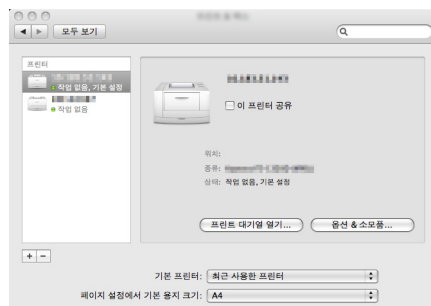 모두 보기
프린터
작업 없음, 기본 설정
작업 없음
이 프린터 공유
위치:
종류:
상태: 작업 없음, 기본 설정
프린트 대기열 열기...
옵션 & 소모품...
+ −
기본 프린터: 최근 사용한 프린터
페이지 설정에서 기본 용지 크기: A4